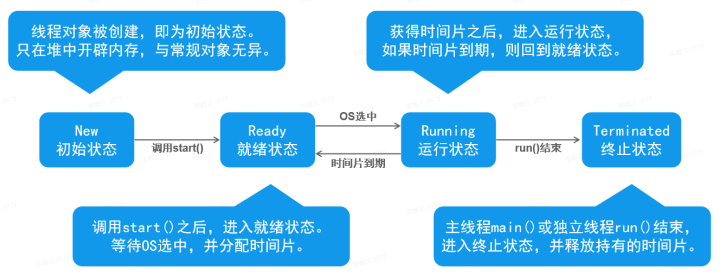 线程对象被创建，即为初始状态。
只在堆中开辟内存，与常规对象无异。
获得时间片之后，进入运行状态，
如果时间片到期，则回到就绪状态。
New
初始状态
调用start()
Ready
就绪状态
OS选中
时间片到期
Running
运行状态
run()结束
Terminated
终止状态
调用start()之后，进入就绪状态。
等待OS选中，并分配时间片。
主线程main()或独立线程run()结束，
进入终止状态，并释放持有的时间片。